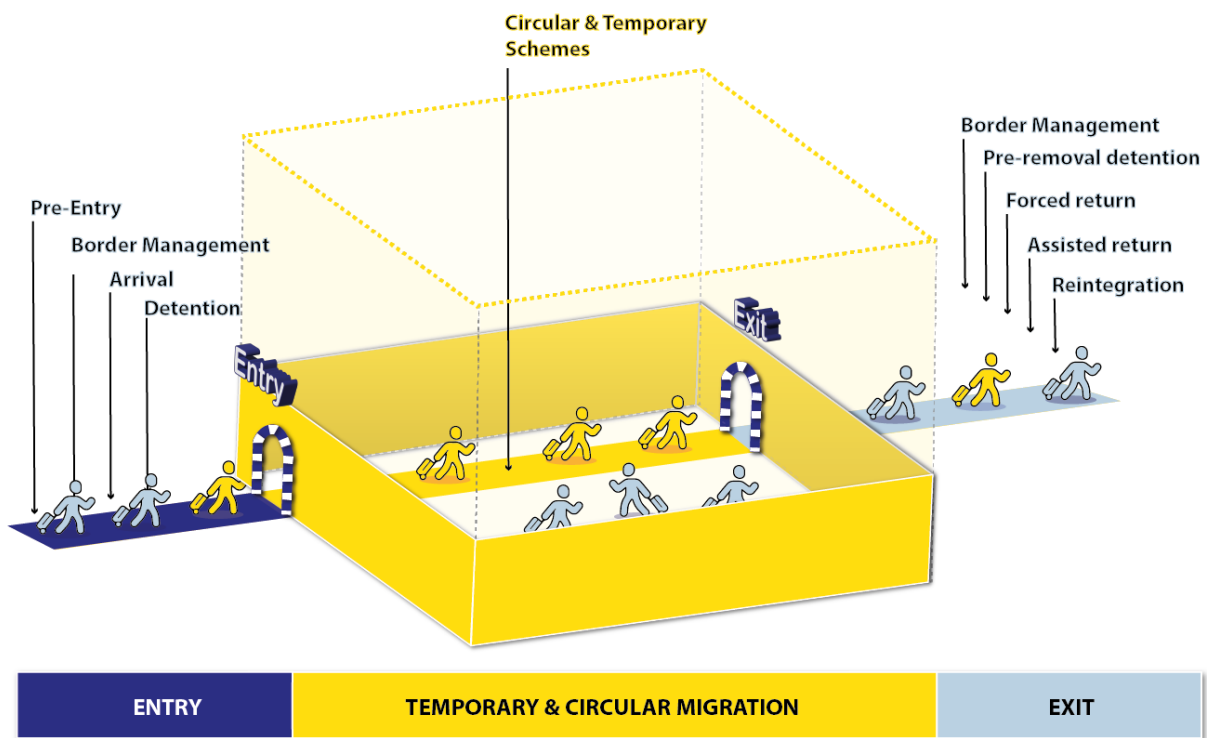 Circular & Temporary
Schemes
Border Management
Pre-removal detention
Forced return
Assisted return
Reintegration
Pre-Entry
Border Management
Arrival
Detention
Entry
Exit
ENTRY
TEMPORARY & CIRCULAR MIGRATION
EXIT